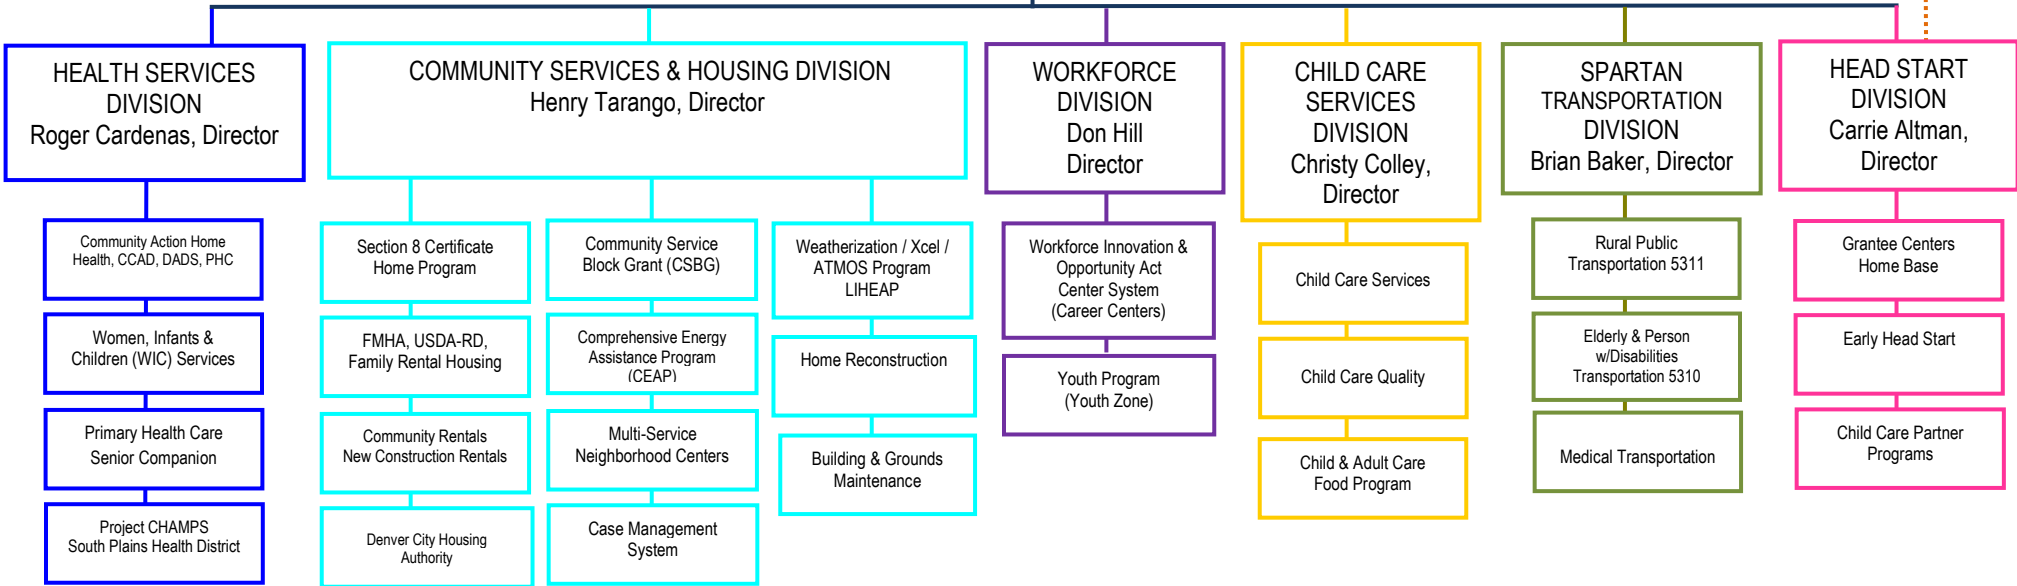 HEALTH SERVICES
DIVISION
Roger Cardenas, Director
Community Action Home
Health, CCAD, DADS, PHC
Women, Infants &
Children (WIC) Services
Primary Health Care
Senior Companion
Project CHAMPS
South Plains Health District
COMMUNITY SERVICES & HOUSING DIVISION
Henry Tarango, Director
Section 8 Certificate
Home Program
FMHA, USDA-RD,
Family Rental Housing
Community Rentals
New Construction Rentals
Denver City Housing
Authority
Community Service
Block Grant (CSBG)
Comprehensive Energy
Assistance Program
(CEAP)
Multi-Service
Neighborhood Centers
Case Management
System
Weatherization / Xcel /
ATMOS Program
LIHEAP
Home Reconstruction
Building & Grounds
Maintenance
WORKFORCE
DIVISION
Don Hill
Director
Workforce Innovation &
Opportunity Act
Center System
(Career Centers)
Youth Program
(Youth Zone)
CHILD CARE
SERVICES
DIVISION
Christy Colley,
Director
Child Care Services
Child Care Quality
Child & Adult Care
Food Program
SPARTAN
TRANSPORTATION
DIVISION
Brian Baker, Director
Rural Public
Transportation 5311
Elderly & Person
w/Disabilities
Transportation 5310
Medical Transportation
HEAD START
DIVISION
Carrie Altman,
Director
Grantee Centers
Home Base
Early Head Start
Child Care Partner
Programs